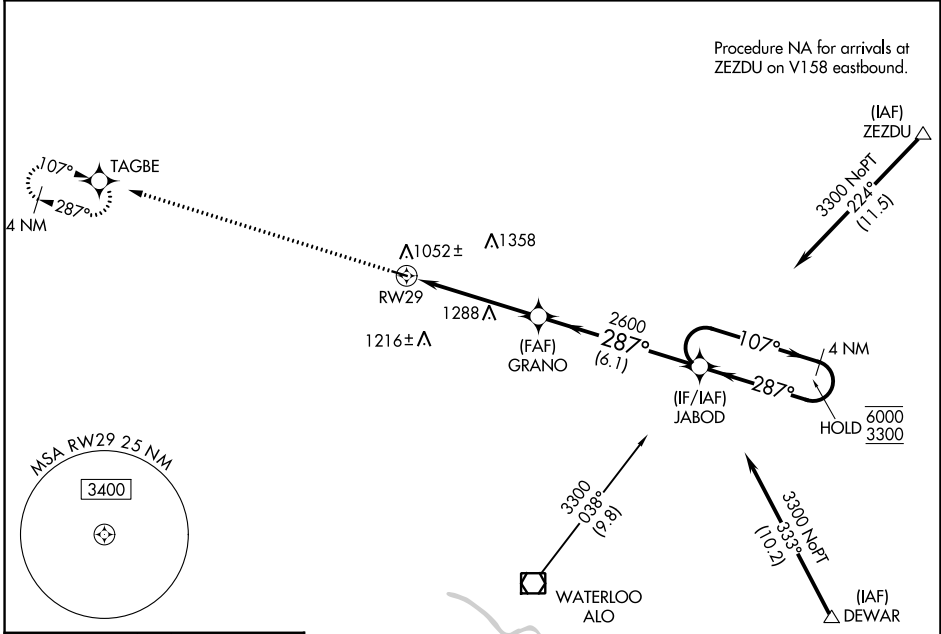 Procedure NA for arrivals at
ZEZDU on V158 eastbound.
(IAF)
ZEZDU
3300 NoPT
224°
(11.5)
TAGBE
107°
287°
4 NM
1052±
1358
RW29
1288
1216±
(FAF)
GRANO
2600
287°
(6.1)
(IF/IAF)
JABOD
107°
287°
4 NM
HOLD
6000
3300
MSA RW29 25 NM
3400
3300
038°
(9.8)
WATERLOO
ALO
3300 NoPT
333°
(10.2)
(IAF)
DEWAR